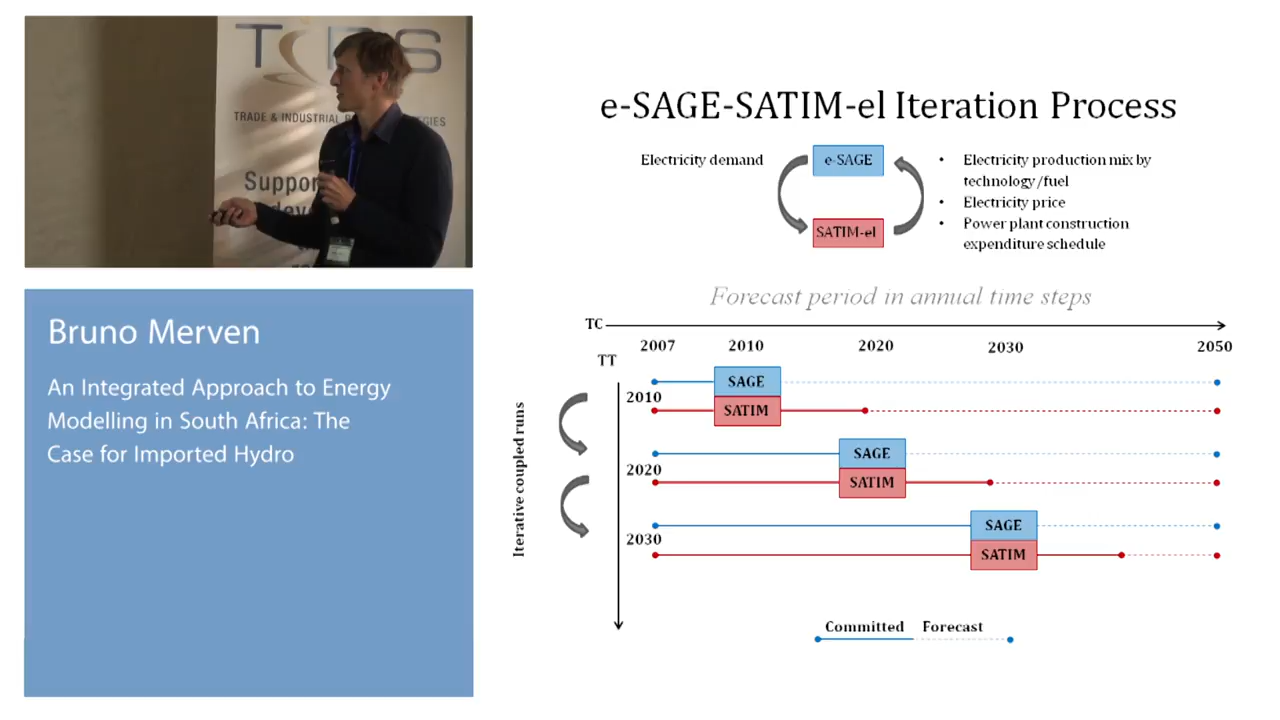 TIPS
TRADE & INDUSTRIAL
EGIES
Suppor
Bruno Merven
An Integrated Approach to Energy
Modelling in South Africa: The
Case for Imported Hydro
e-SAGE-SATIM-el Iteration Process
Electricity demand
e-SAGE
SATIM-el
• Electricity production mix by
technology/fuel
• Electricity price
• Power plant construction
expenditure schedule
Forecast period in annual time steps
TC
2007 2010 2020 2030 2050
TT
Iterative coupled runs
2010
SAGE
SATIM
2020
SAGE
SATIM
2030
SAGE
SATIM
Committed Forecast